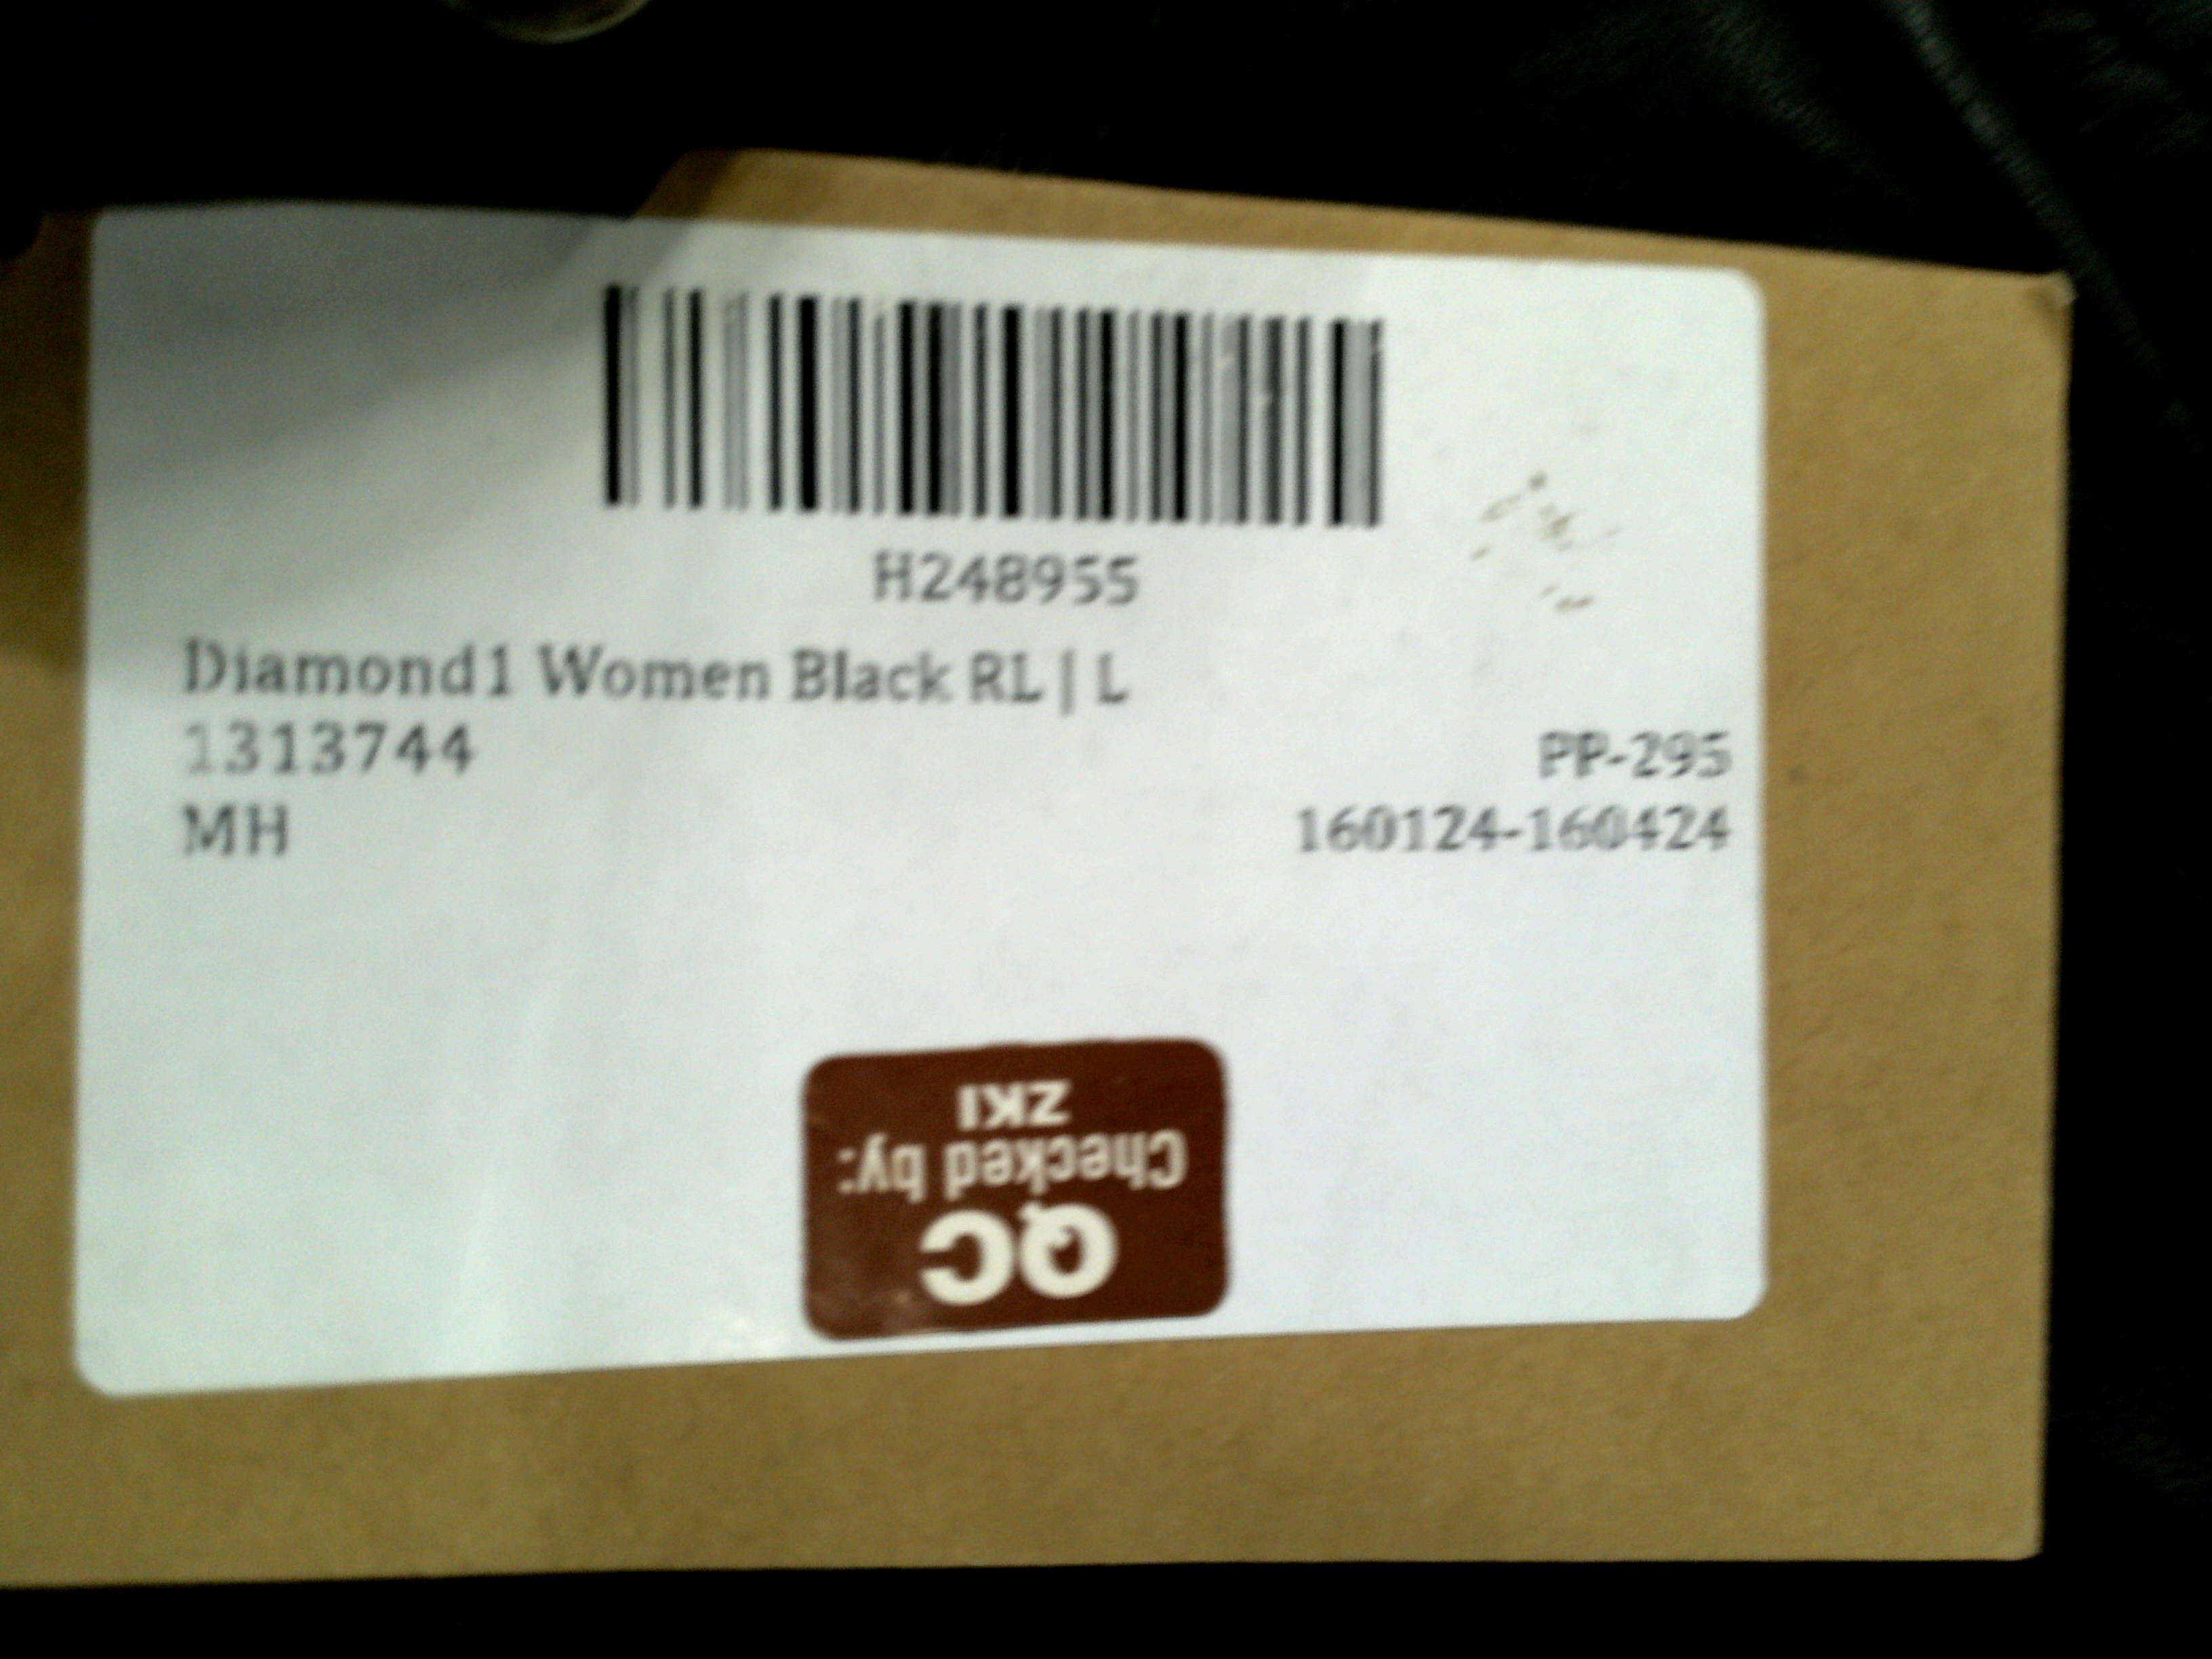 H248955
Diamond1 Women Black RL | L
1313744
PP-295
MH
160124-160424
QC
Checked by:
ZKI